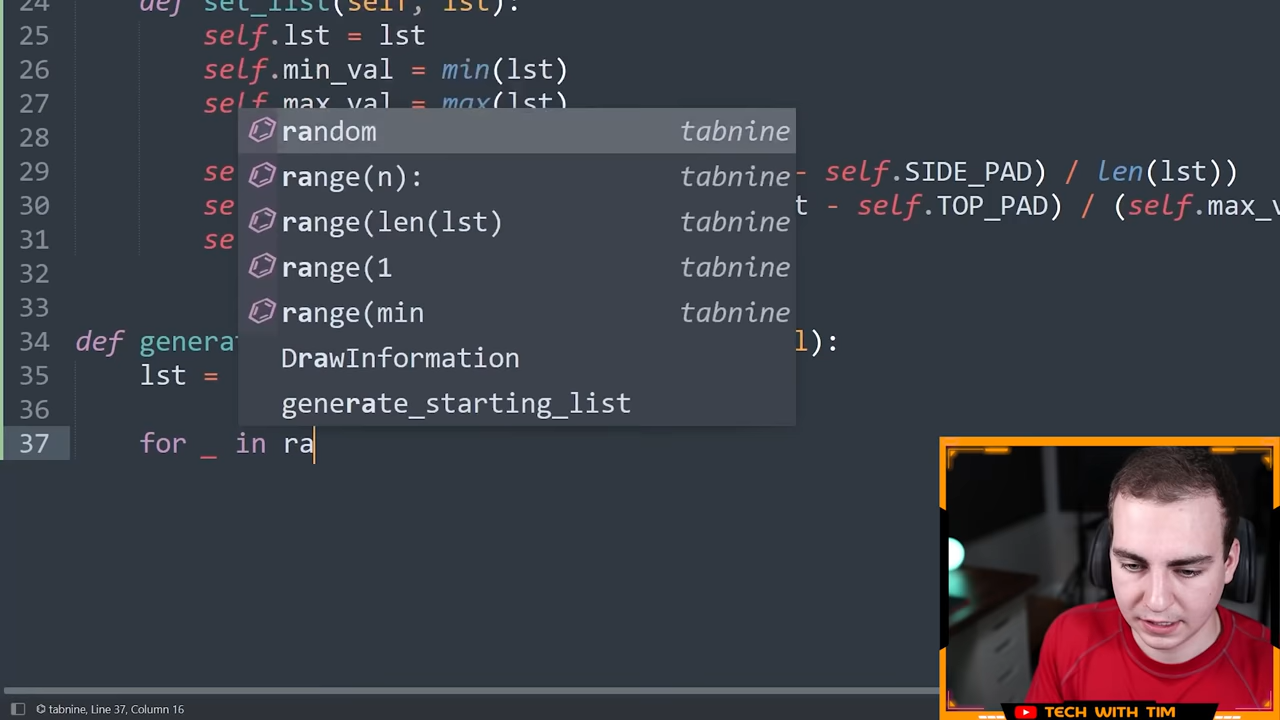 24 def set_list(self, lst):
25 self.lst = lst
26 self.min_val = min(lst)
27 self.max_val = max(lst)
28
29 se - self.SIDE_PAD) / len(lst))
30 se t - self.TOP_PAD) / (self.max_v
31 se
32
33
34 def genera l):
35 lst =
36
37 for _ in ra
random tabnine
range(n): tabnine
range(len(lst) tabnine
range(1 tabnine
range(min tabnine
DrawInformation
generate_starting_list
tabnine, Line 37, Column 16
TECH WITH TIM